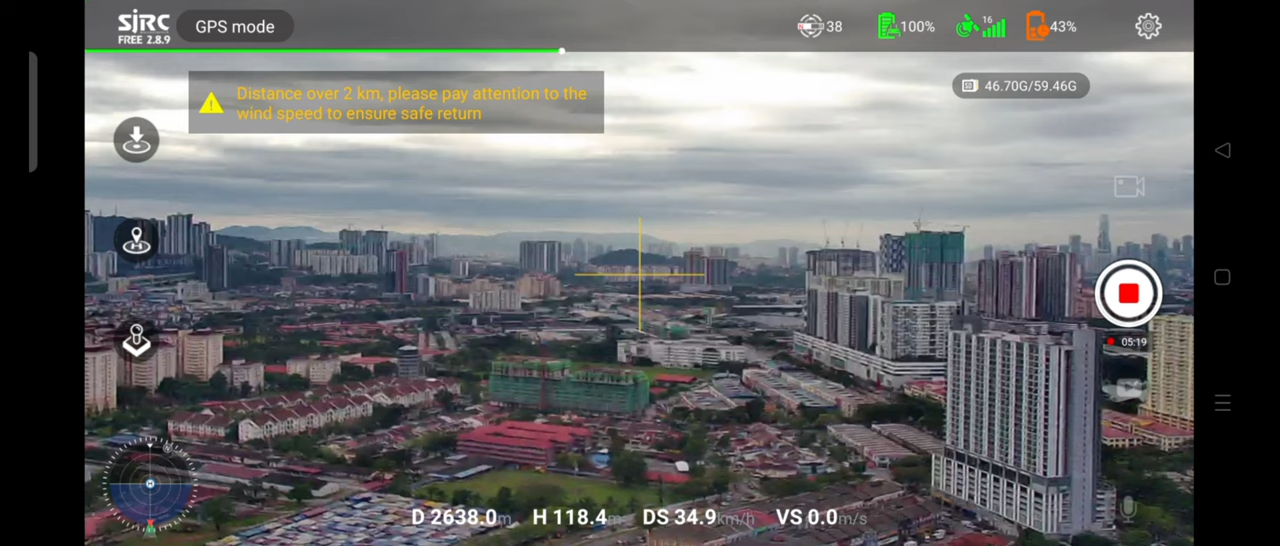 SJRC
FREE 2.8.9
GPS mode
38
100%
16
43%
Distance over 2 km, please pay attention to the
wind speed to ensure safe return
46.70G/59.46G
05:19
D 2638.0m H 118.4m DS 34.9km/h VS 0.0m/s